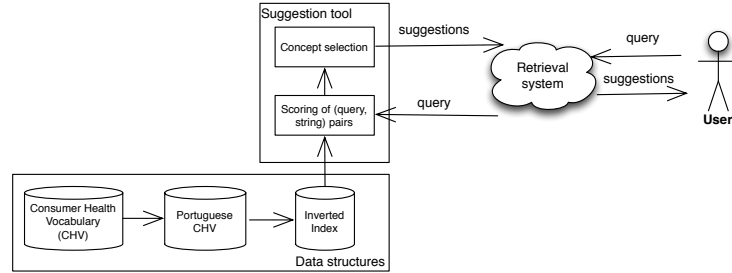 Suggestion tool
Concept selection
suggestions
query
Retrieval
system
suggestions
User
Scoring of (query,
string) pairs
query
Consumer Health
Vocabulary
(CHV)
Portuguese
CHV
Inverted
Index
Data structures